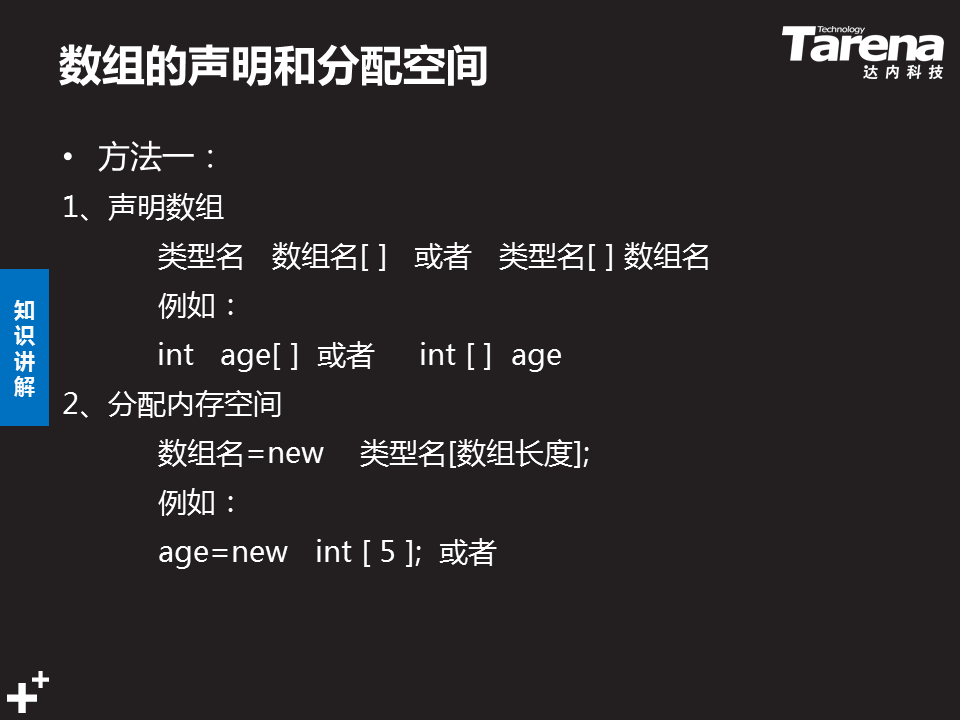 数组的声明和分配空间
Technology
Tarena
达内科技
• 方法一：
1、声明数组
类型名 数组名[ ] 或者 类型名[ ] 数组名
例如：
int age[ ] 或者 int [ ] age
2、分配内存空间
数组名=new 类型名[数组长度];
例如：
age=new int [ 5 ]; 或者
知识讲解